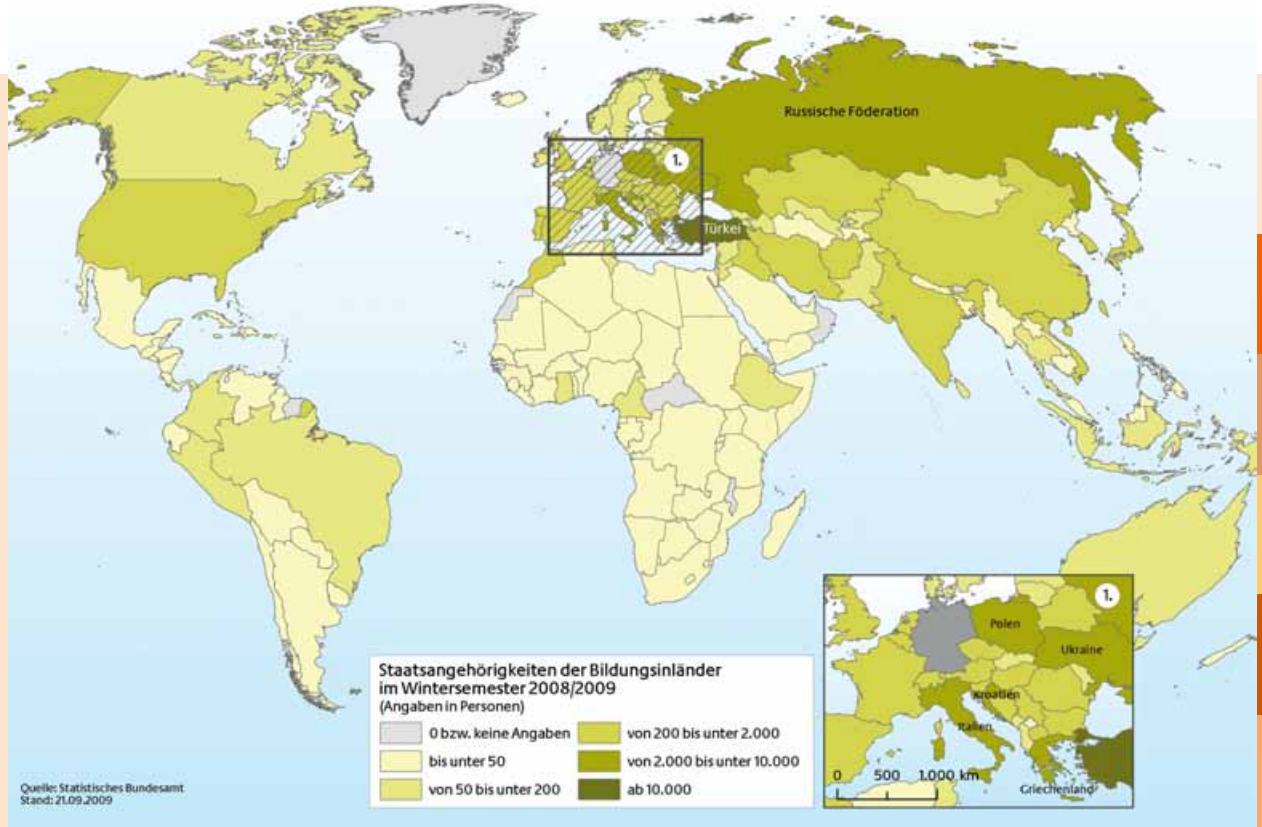 Russische Föderation
1.
Türkei
1.
Polen
Ukraine
Kroatien
Italien
0 500 1.000 km
Griechenland
Staatsangehörigkeiten der Bildungsinländer
im Wintersemester 2008/2009
(Angaben in Personen)
0 bzw. keine Angaben
bis unter 50
von 50 bis unter 200
von 200 bis unter 2.000
von 2.000 bis unter 10.000
ab 10.000
Quelle: Statistisches Bundesamt
Stand: 21.09.2009